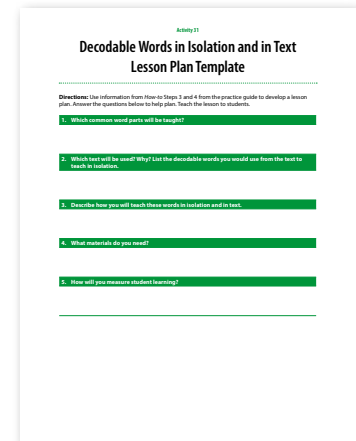 Activity 31
Decodable Words in Isolation and in Text
Lesson Plan Template
Directions: Use information from How-to Steps 3 and 4 from the practice guide to develop a lesson
plan. Answer the questions below to help plan. Teach the lesson to students.
1. Which common word parts will be taught?
2. Which text will be used? Why? List the decodable words you would use from the text to
teach in isolation.
3. Describe how you will teach these words in isolation and in text.
4. What materials do you need?
5. How will you measure student learning?